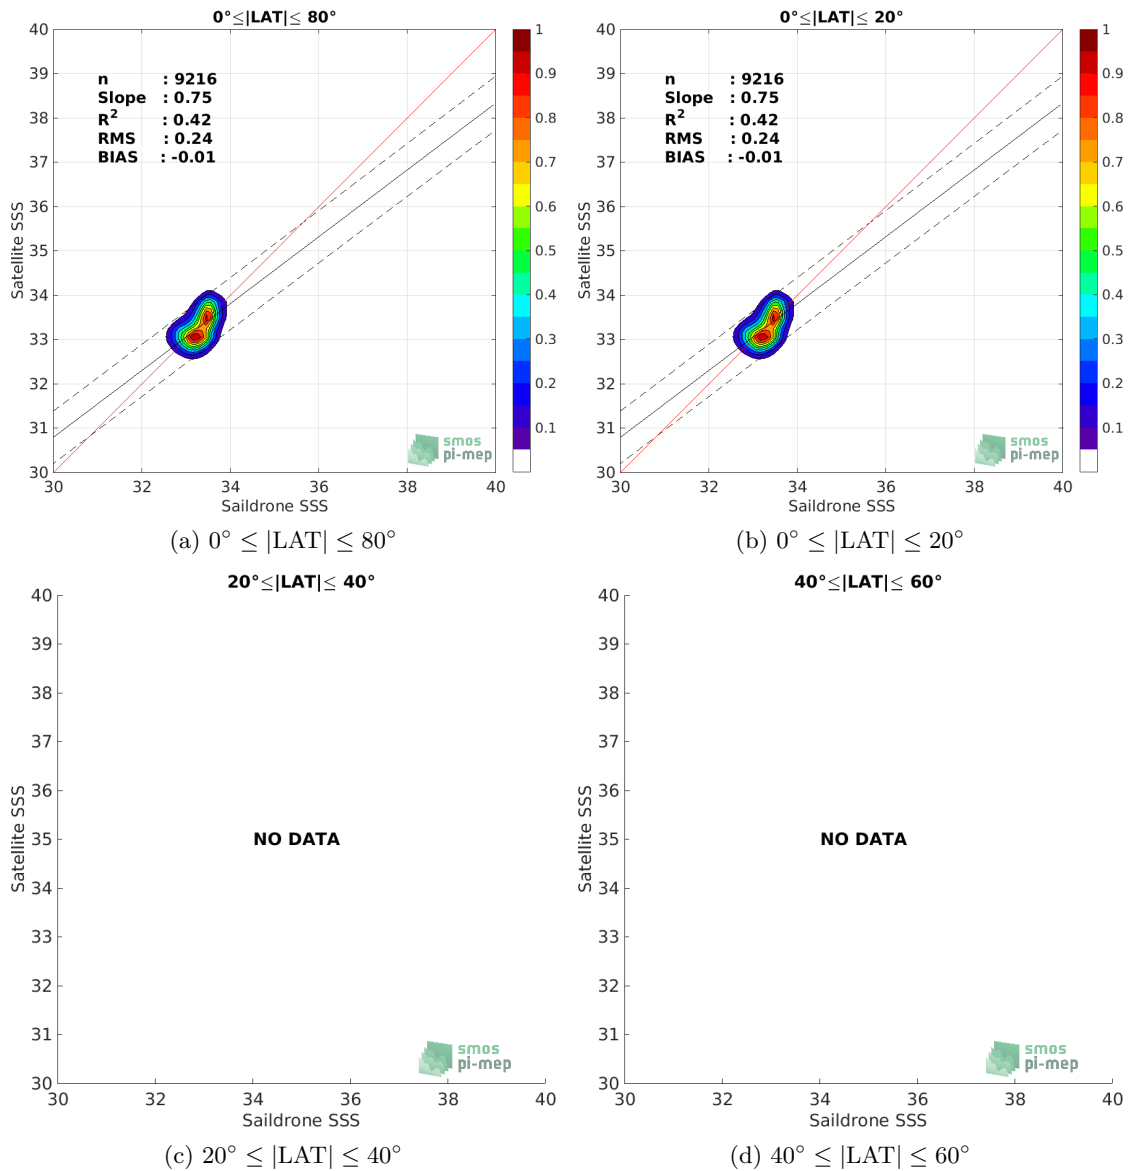 0°≤|LAT|≤ 80°
40
39
38
37
36
35
34
33
32
31
30
Satellite SSS
n : 9216
Slope : 0.75
R2 : 0.42
RMS : 0.24
BIAS : -0.01
smos
pi-mep
30 32 34 36 38 40
Saildrone SSS
1
0.9
0.8
0.7
0.6
0.5
0.4
0.3
0.2
0.1
(a) 0° ≤ |LAT| ≤ 80°
0°≤|LAT|≤ 20°
40
39
38
37
36
35
34
33
32
31
30
Satellite SSS
n : 9216
Slope : 0.75
R2 : 0.42
RMS : 0.24
BIAS : -0.01
smos
pi-mep
30 32 34 36 38 40
Saildrone SSS
1
0.9
0.8
0.7
0.6
0.5
0.4
0.3
0.2
0.1
(b) 0° ≤ |LAT| ≤ 20°
20°≤|LAT|≤ 40°
40
39
38
37
36
35
34
33
32
31
30
Satellite SSS
NO DATA
smos
pi-mep
30 32 34 36 38 40
Saildrone SSS
(c) 20° ≤ |LAT| ≤ 40°
40°≤|LAT|≤ 60°
40
39
38
37
36
35
34
33
32
31
30
Satellite SSS
NO DATA
smos
pi-mep
30 32 34 36 38 40
Saildrone SSS
(d) 40° ≤ |LAT| ≤ 60°